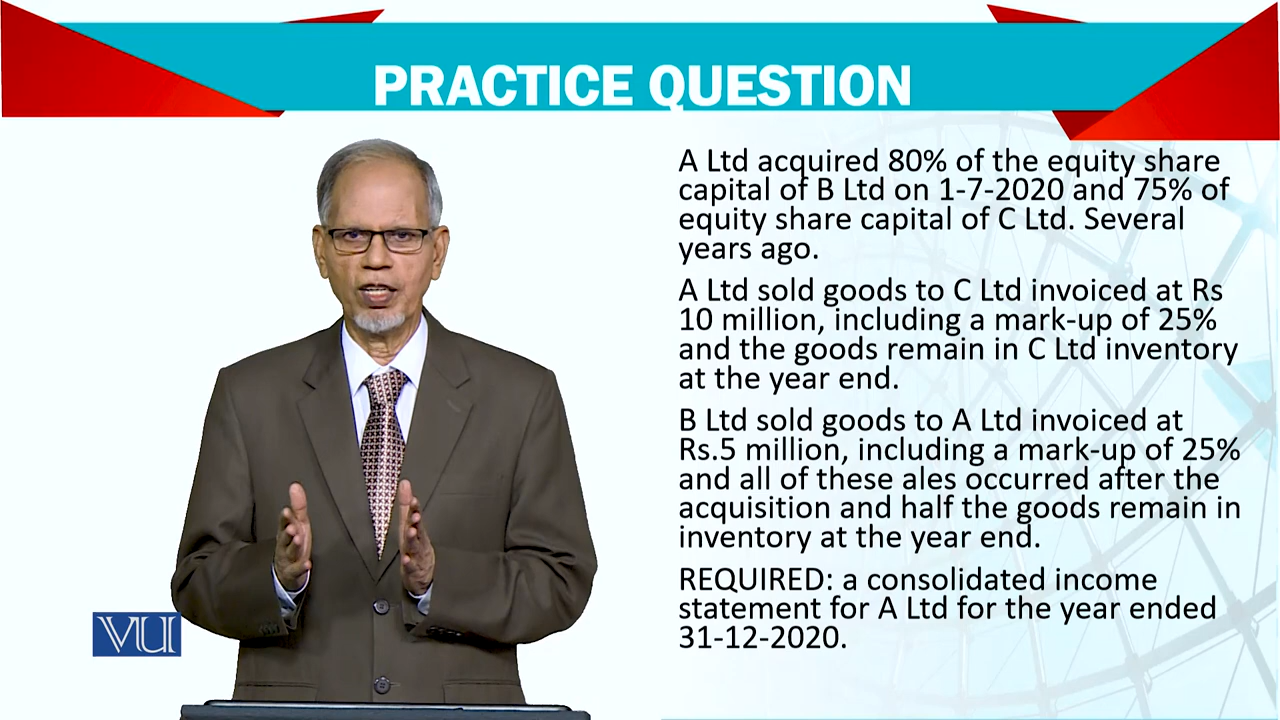 PRACTICE QUESTION
A Ltd acquired 80% of the equity share
capital of B Ltd on 1-7-2020 and 75% of
equity share capital of C Ltd. Several
years ago.
A Ltd sold goods to C Ltd invoiced at Rs
10 million, including a mark-up of 25%
and the goods remain in C Ltd inventory
at the year end.
B Ltd sold goods to A Ltd invoiced at
Rs.5 million, including a mark-up of 25%
and all of these ales occurred after the
acquisition and half the goods remain in
inventory at the year end.
REQUIRED: a consolidated income
statement for A Ltd for the year ended
31-12-2020.
VU